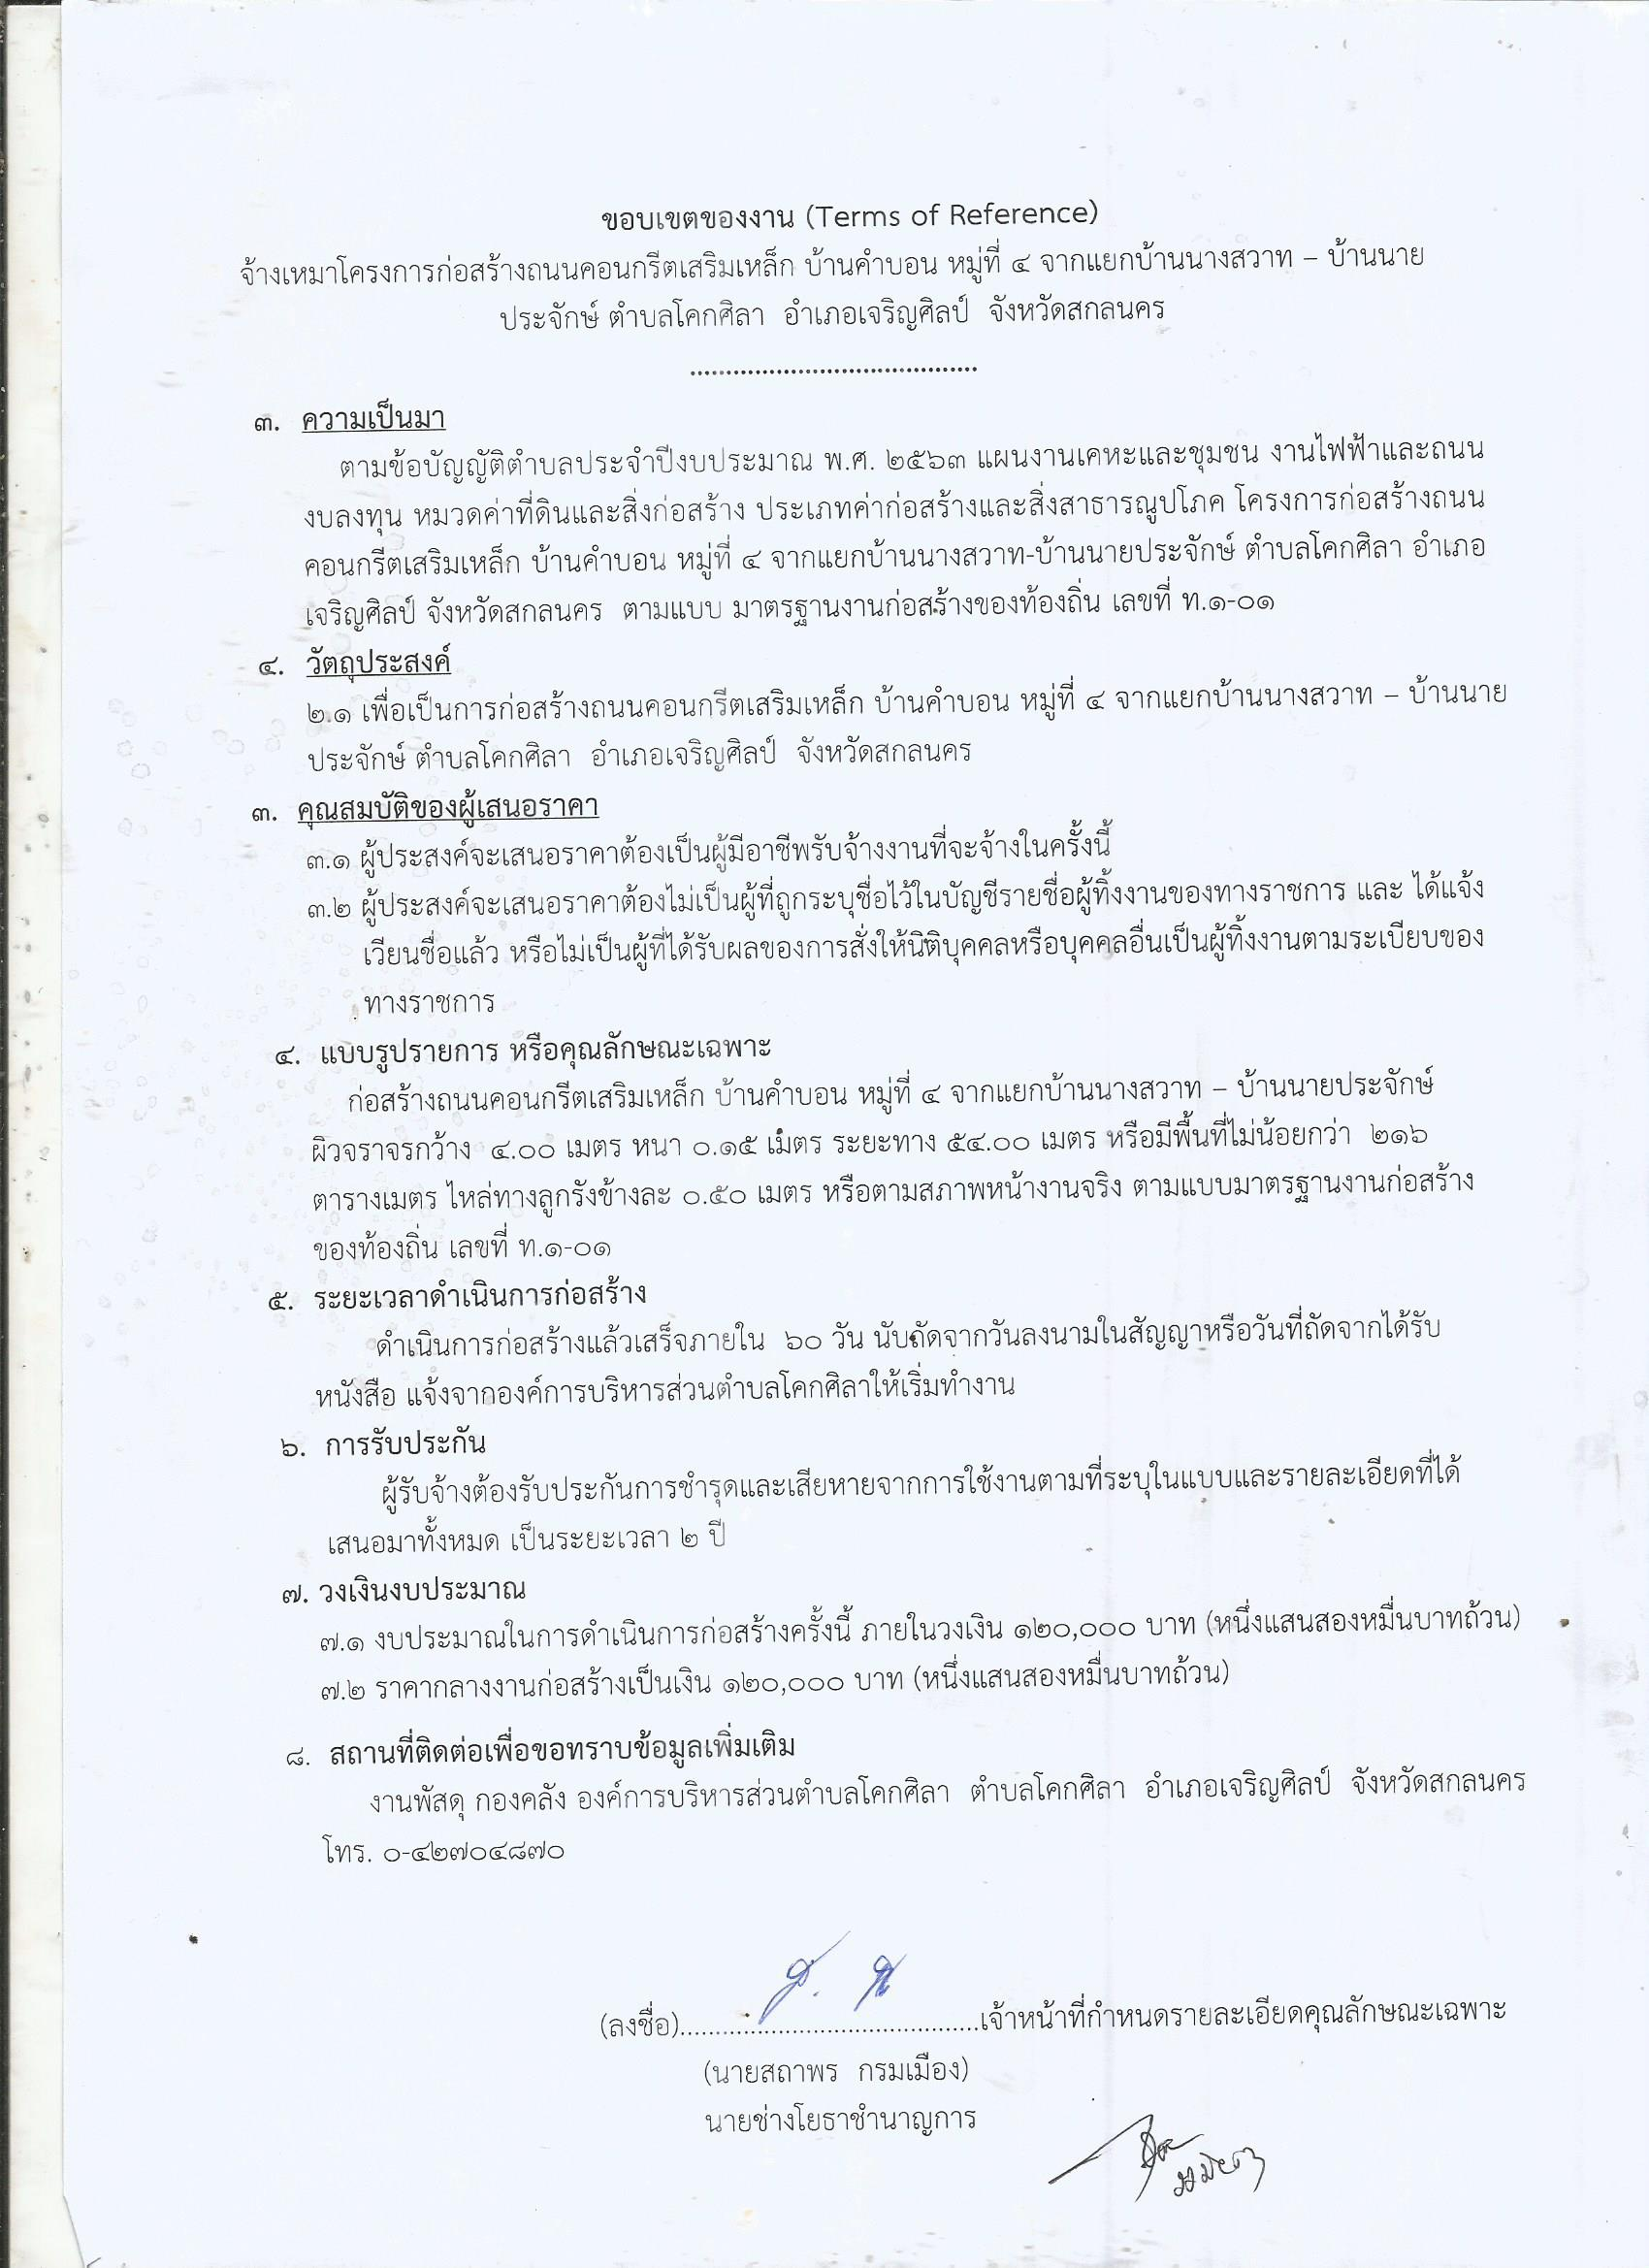 ขอบเขตของงาน (Terms of Reference)
จ้างเหมาโครงการก่อสร้างถนนคอนกรีตเสริมเหล็ก บ้านคำบอน หมู่ที่ ๔ จากแยกบ้านนางสวาท – บ้านนาย
ประจักษ์ ตำบลโคกศิลา อำเภอเจริญศิลป์ จังหวัดสกลนคร
........................................
๓. ความเป็นมา
ตามข้อบัญญัติตำบลประจำปีงบประมาณ พ.ศ. ๒๕๖๓ แผนงานเคหะและชุมชน งานไฟฟ้าและถนน
งบลงทุน หมวดค่าที่ดินและสิ่งก่อสร้าง ประเภทค่าก่อสร้างและสิ่งสาธารณูปโภค โครงการก่อสร้างถนน
คอนกรีตเสริมเหล็ก บ้านคำบอน หมู่ที่ ๔ จากแยกบ้านนางสวาท-บ้านนายประจักษ์ ตำบลโคกศิลา อำเภอ
เจริญศิลป์ จังหวัดสกลนคร ตามแบบ มาตรฐานงานก่อสร้างของท้องถิ่น เลขที่ ท.๑-๐๑
๔. วัตถุประสงค์
๒.๑ เพื่อเป็นการก่อสร้างถนนคอนกรีตเสริมเหล็ก บ้านคำบอน หมู่ที่ ๔ จากแยกบ้านนางสวาท – บ้านนาย
ประจักษ์ ตำบลโคกศิลา อำเภอเจริญศิลป์ จังหวัดสกลนคร
๓. คุณสมบัติของผู้เสนอราคา
๓.๑ ผู้ประสงค์จะเสนอราคาต้องเป็นผู้มีอาชีพรับจ้างงานที่จะจ้างในครั้งนี้
๓.๒ ผู้ประสงค์จะเสนอราคาต้องไม่เป็นผู้ที่ถูกระบุชื่อไว้ในบัญชีรายชื่อผู้ทิ้งงานของทางราชการ และ ได้แจ้ง
เวียนชื่อแล้ว หรือไม่เป็นผู้ที่ได้รับผลของการสั่งให้นิติบุคคลหรือบุคคลอื่นเป็นผู้ทิ้งงานตามระเบียบของ
ทางราชการ
๔. แบบรูปรายการ หรือคุณลักษณะเฉพาะ
ก่อสร้างถนนคอนกรีตเสริมเหล็ก บ้านคำบอน หมู่ที่ ๔ จากแยกบ้านนางสวาท – บ้านนายประจักษ์
ผิวจราจรกว้าง ๔.๐๐ เมตร หนา ๐.๑๕ เมตร ระยะทาง ๕๔.๐๐ เมตร หรือมีพื้นที่ไม่น้อยกว่า ๒๑๖
ตารางเมตร ไหล่ทางลูกรังข้างละ ๐.๕๐ เมตร หรือตามสภาพหน้างานจริง ตามแบบมาตรฐานงานก่อสร้าง
ของท้องถิ่น เลขที่ ท.๑-๐๑
๕. ระยะเวลาดำเนินการก่อสร้าง
ดำเนินการก่อสร้างแล้วเสร็จภายใน ๖๐ วัน นับถัดจากวันลงนามในสัญญาหรือวันที่ถัดจากได้รับ
หนังสือ แจ้งจากองค์การบริหารส่วนตำบลโคกศิลาให้เริ่มทำงาน
๖. การรับประกัน
ผู้รับจ้างต้องรับประกันการชำรุดและเสียหายจากการใช้งานตามที่ระบุในแบบและรายละเอียดที่ได้
เสนอมาทั้งหมด เป็นระยะเวลา ๒ ปี
๗. วงเงินงบประมาณ
๗.๑ งบประมาณในการดำเนินการก่อสร้างครั้งนี้ ภายในวงเงิน ๑๒๐,๐๐๐ บาท (หนึ่งแสนสองหมื่นบาทถ้วน)
๗.๒ ราคากลางงานก่อสร้างเป็นเงิน ๑๒๐,๐๐๐ บาท (หนึ่งแสนสองหมื่นบาทถ้วน)
๘. สถานที่ติดต่อเพื่อขอทราบข้อมูลเพิ่มเติม
งานพัสดุ กองคลัง องค์การบริหารส่วนตำบลโคกศิลา ตำบลโคกศิลา อำเภอเจริญศิลป์ จังหวัดสกลนคร
โทร. ๐-๔๒๗๐๔๘๗๐
(ลงชื่อ)..........................................เจ้าหน้าที่กำหนดรายละเอียดคุณลักษณะเฉพาะ
(นายสถาพร กรมเมือง)
นายช่างโยธาชำนาญการ